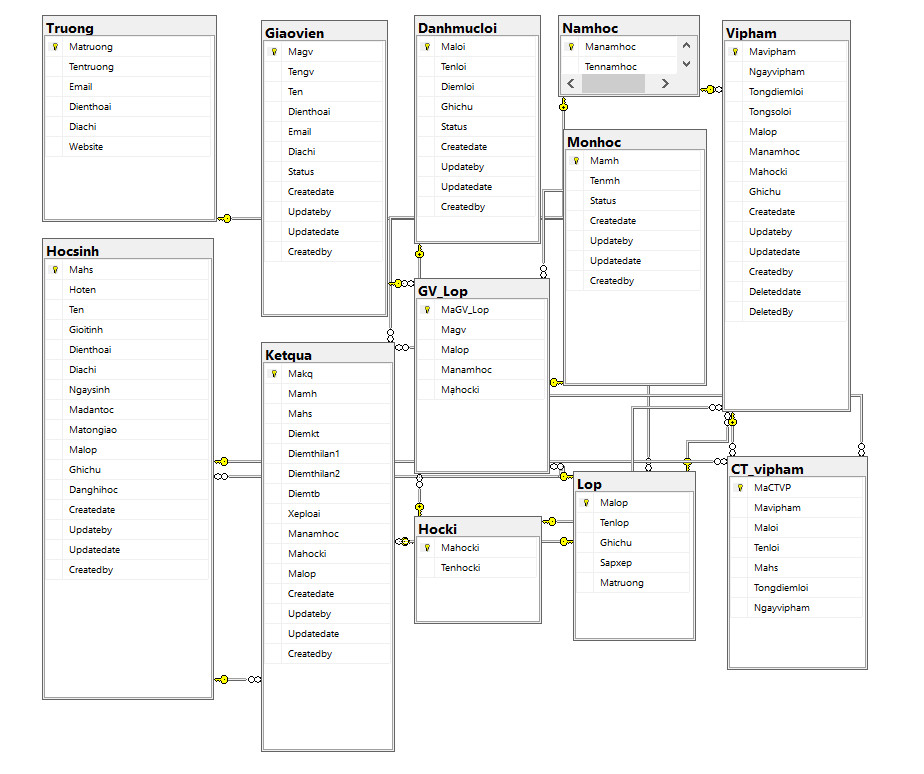 Truong
Matruong
Tentruong
Email
Dienthoai
Diachi
Website
Giaovien
Magv
Tengv
Ten
Dienthoai
Email
Diachi
Status
Createdate
Updateby
Updatedate
Createdby
Danhmucloi
Maloi
Tenloi
Diemloi
Ghichu
Status
Createdate
Updateby
Updatedate
Createdby
Namhoc
Manamhoc
Tennamhoc
Vipham
Mavipham
Ngayvipham
Tongdiemloi
Tongsoloi
Malop
Manamhoc
Mahocki
Ghichu
Createdate
Updateby
Updatedate
Createdby
Deleteddate
DeletedBy
Monhoc
Mamh
Tenmh
Status
Createdate
Updateby
Updatedate
Createdby
Hocsinh
Mahs
Hoten
Ten
Gioitinh
Dienthoai
Diachi
Ngaysinh
Madantoc
Matongiao
Malop
Ghichu
Danghihoc
Createdate
Updateby
Updatedate
Createdby
GV_Lop
MaGV_Lop
Magv
Malop
Manamhoc
Mahocki
Ketqua
Makq
Mamh
Mahs
Diemkt
Diemthilan1
Diemthilan2
Diemtb
Xeploai
Manamhoc
Mahocki
Malop
Createdate
Updateby
Updatedate
Createdby
Hocki
Mahocki
Tenhocki
Lop
Malop
Tenlop
Ghichu
Sapxep
Matruong
CT_vipham
MaCTVP
Mavipham
Maloi
Tenloi
Mahs
Tongdiemloi
Ngayvipham